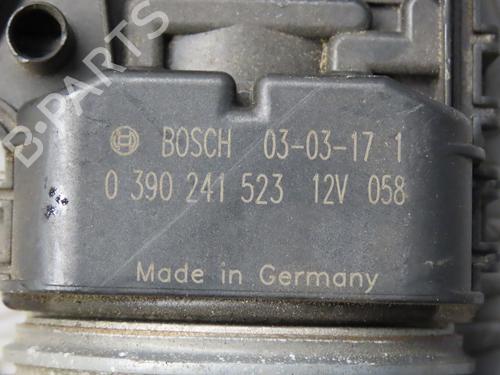 B-PARTS
BOSCH 03-03-17 1
0 390 241 523 12V 058
Made in Germany